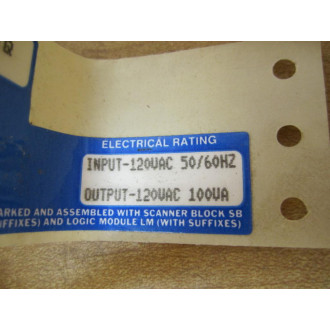 ELECTRICAL RATING
INPUT-120VAC 50/60HZ
OUTPUT-120VAC 100VA
ARKED AND ASSEMBLED WITH SCANNER BLOCK SB
UFFIXES) AND LOGIC MODULE LM (WITH SUFFIXES)